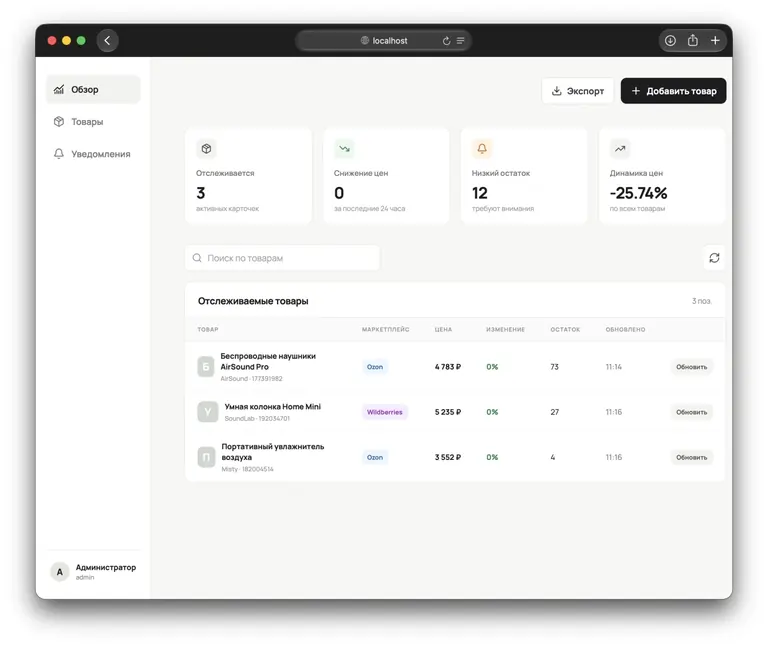 localhost
Обзор
Товары
Уведомления
Экспорт
Добавить товар
Отслеживается
3
активных карточек
Снижение цен
0
за последние 24 часа
Низкий остаток
12
требуют внимания
Динамика цен
-25.74%
по всем товарам
Поиск по товарам
Отслеживаемые товары
3 поз.
ТОВАР МАРКЕТПЛЕЙС ЦЕНА ИЗМЕНЕНИЕ ОСТАТОК ОБНОВЛЕНО
Б Беспроводные наушники
AirSound Pro
AirSound · 177391982
Ozon 4 783 ₽ 0% 73 11:14 Обновить
У Умная колонка Home Mini
SoundLab · 192034701
Wildberries 5 235 ₽ 0% 27 11:16 Обновить
П Портативный увлажнитель
воздуха
Misty · 182004514
Ozon 3 552 ₽ 0% 4 11:16 Обновить
А Администратор
admin